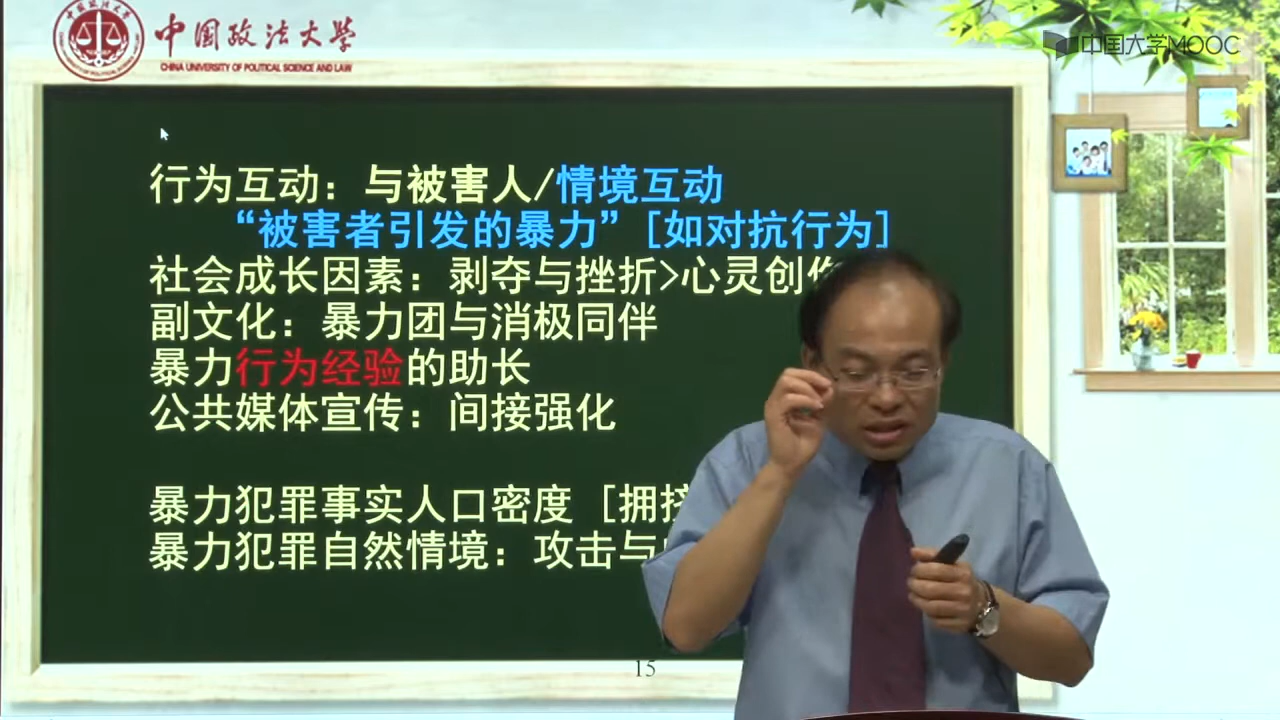 中国政法大学
CHINA UNIVERSITY OF POLITICAL SCIENCE AND LAW
中国大学MOOC
行为互动：与被害人/情境互动
“被害者引发的暴力”[如对抗行为]
社会成长因素：剥夺与挫折>心灵创伤
副文化：暴力团与消极同伴
暴力行为经验的助长
公共媒体宣传：间接强化
暴力犯罪事实人口密度 [拥挤
暴力犯罪自然情境：攻击与
15